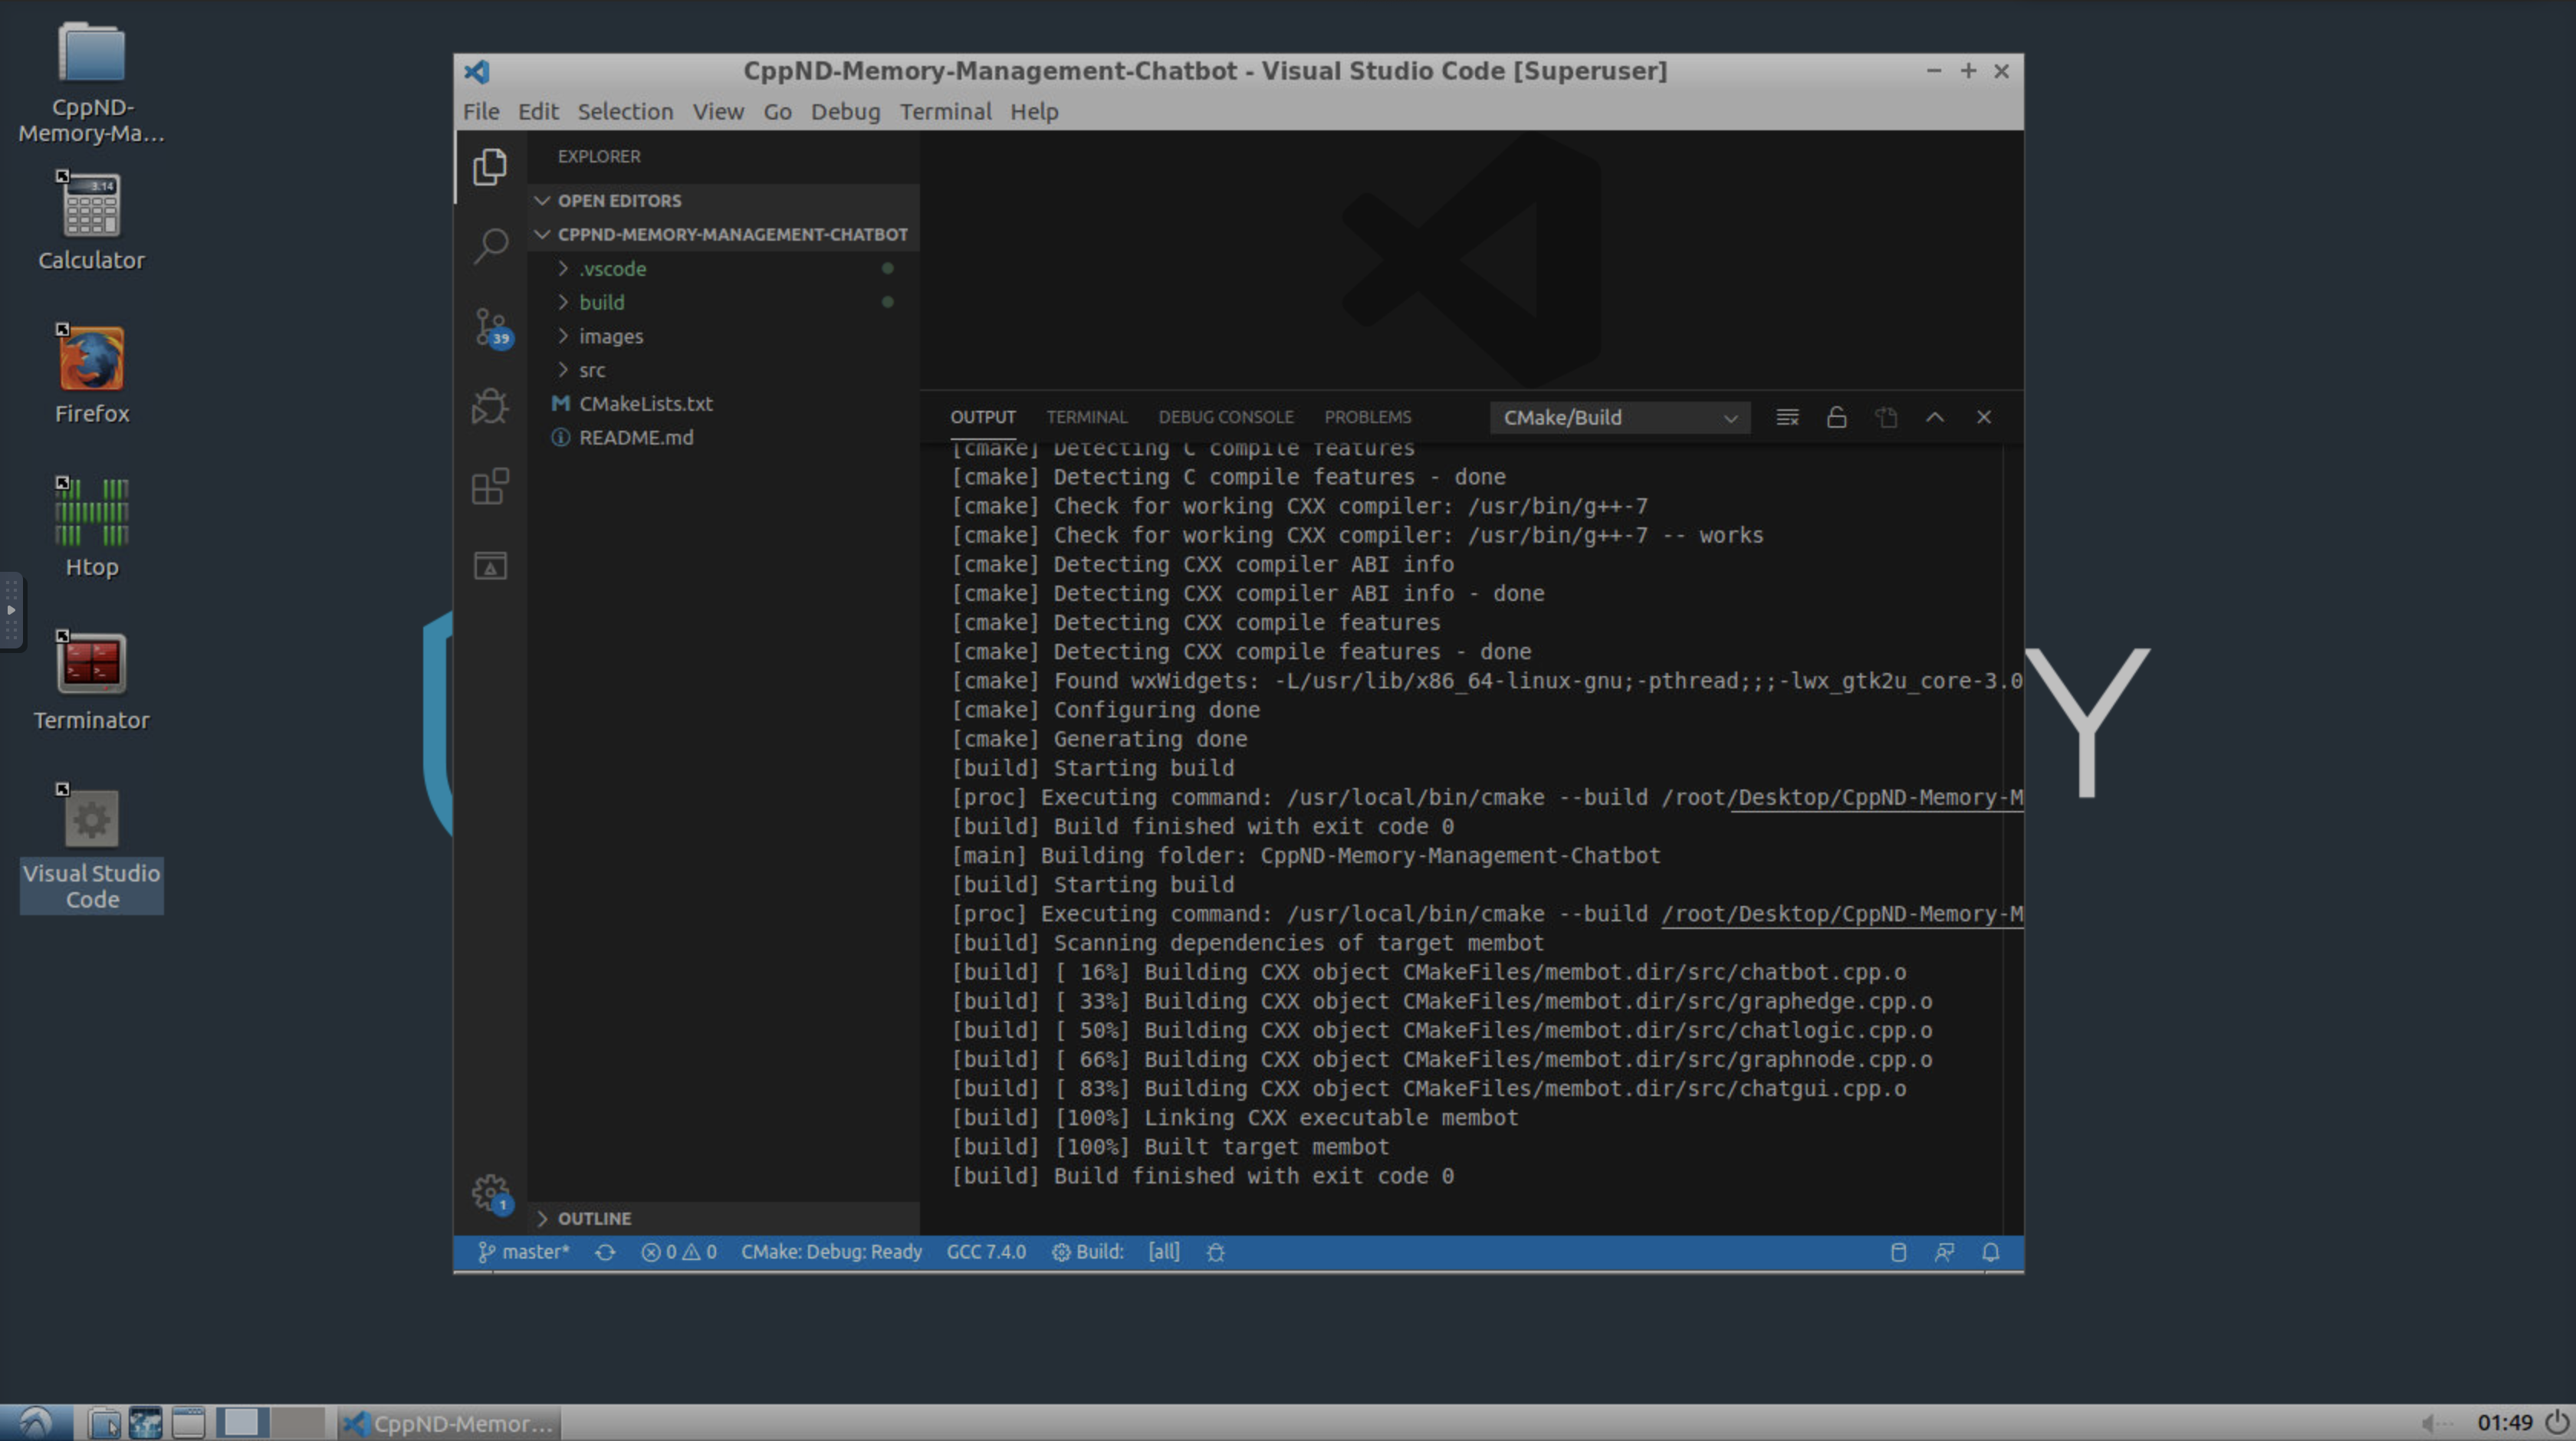 CppND-
Memory-Ma...
3.14
Calculator
Firefox
Htop
Terminator
Visual Studio
Code
CppND-Memory-Management-Chatbot - Visual Studio Code [Superuser]
File Edit Selection View Go Debug Terminal Help
EXPLORER
OPEN EDITORS
CPPND-MEMORY-MANAGEMENT-CHATBOT
.vscode
build
images
src
M CMakeLists.txt
README.md
39
1
OUTLINE
OUTPUT TERMINAL DEBUG CONSOLE PROBLEMS CMake/Build
[cmake] Detecting C compile features
[cmake] Detecting C compile features - done
[cmake] Check for working CXX compiler: /usr/bin/g++-7
[cmake] Check for working CXX compiler: /usr/bin/g++-7 -- works
[cmake] Detecting CXX compiler ABI info
[cmake] Detecting CXX compiler ABI info - done
[cmake] Detecting CXX compile features
[cmake] Detecting CXX compile features - done
[cmake] Found wxWidgets: -L/usr/lib/x86_64-linux-gnu;-pthread;;;-lwx_gtk2u_core-3.0
[cmake] Configuring done
[cmake] Generating done
[build] Starting build
[proc] Executing command: /usr/local/bin/cmake --build /root/Desktop/CppND-Memory-M
[build] Build finished with exit code 0
[main] Building folder: CppND-Memory-Management-Chatbot
[build] Starting build
[proc] Executing command: /usr/local/bin/cmake --build /root/Desktop/CppND-Memory-M
[build] Scanning dependencies of target membot
[build] [ 16%] Building CXX object CMakeFiles/membot.dir/src/chatbot.cpp.o
[build] [ 33%] Building CXX object CMakeFiles/membot.dir/src/graphedge.cpp.o
[build] [ 50%] Building CXX object CMakeFiles/membot.dir/src/chatlogic.cpp.o
[build] [ 66%] Building CXX object CMakeFiles/membot.dir/src/graphnode.cpp.o
[build] [ 83%] Building CXX object CMakeFiles/membot.dir/src/chatgui.cpp.o
[build] [100%] Linking CXX executable membot
[build] [100%] Built target membot
[build] Build finished with exit code 0
master* 0 0 CMake: Debug: Ready GCC 7.4.0 Build: [all]
Y
CppND-Memor...
01:49